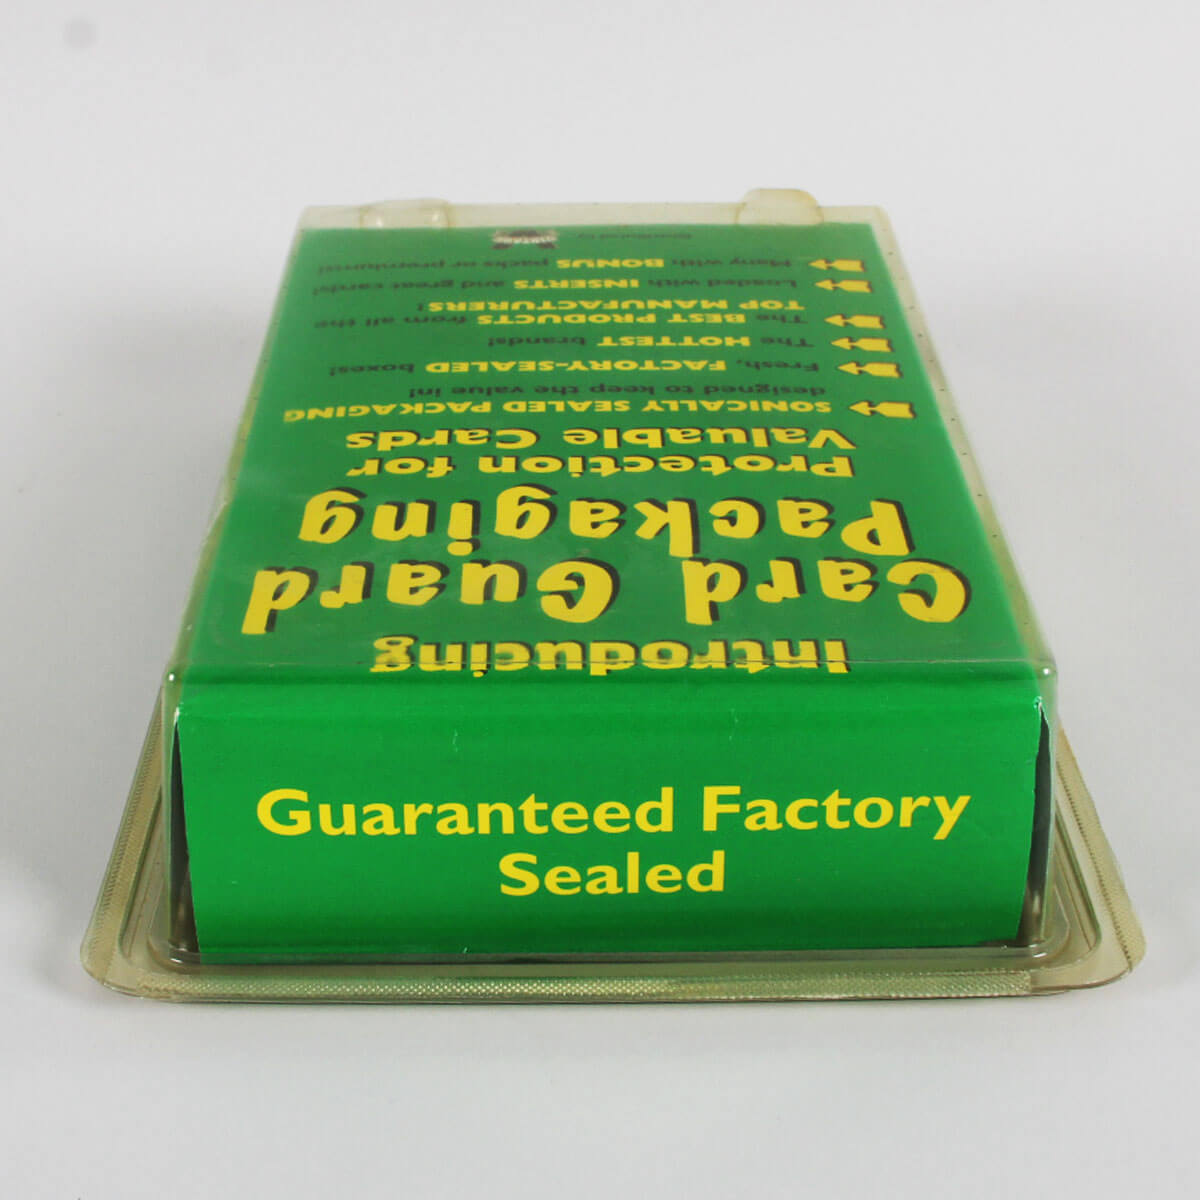 Introducing
Card Guard
Packaging
Protection for
Valuable Cards
SONICALLY SEALED PACKAGING
designed to keep the value in!
Fresh, FACTORY-SEALED boxes!
The HOTTEST brands!
The BEST PRODUCTS from all the
TOP MANUFACTURERS!
Loaded with INSERTS and great cards!
Many with BONUS packs or premiums!
Distributed by
Guaranteed Factory
Sealed